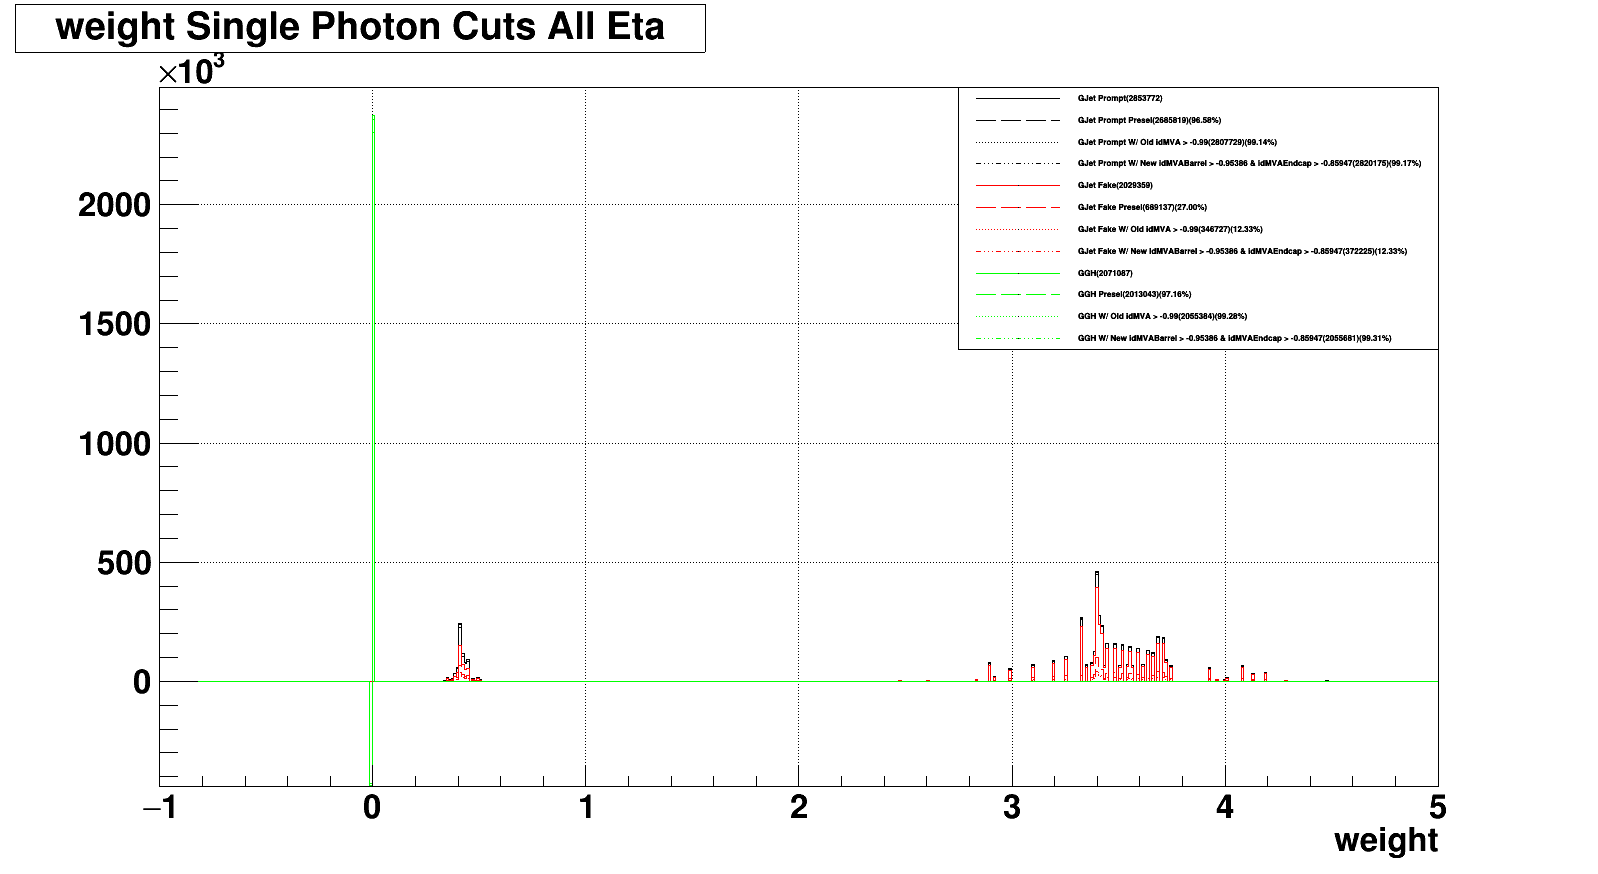 weight Single Photon Cuts All Eta
×10³
2000
1500
1000
500
0
GJet Prompt(2853772)
GJet Prompt Presel(2685819)(96.58%)
GJet Prompt W/ Old idMVA > -0.99(2807729)(99.14%)
GJet Prompt W/ New idMVABarrel > -0.95386 & idMVAEndcap > -0.85947(2820175)(99.17%)
GJet Fake(2029359)
GJet Fake Presel(689137)(27.00%)
GJet Fake W/ Old idMVA > -0.99(346727)(12.33%)
GJet Fake W/ New idMVABarrel > -0.95386 & idMVAEndcap > -0.85947(372225)(12.33%)
GGH(2071087)
GGH Presel(2013043)(97.16%)
GGH W/ Old idMVA > -0.99(2055384)(99.28%)
GGH W/ New idMVABarrel > -0.95386 & idMVAEndcap > -0.85947(2055681)(99.31%)
−1 0 1 2 3 4 5
weight